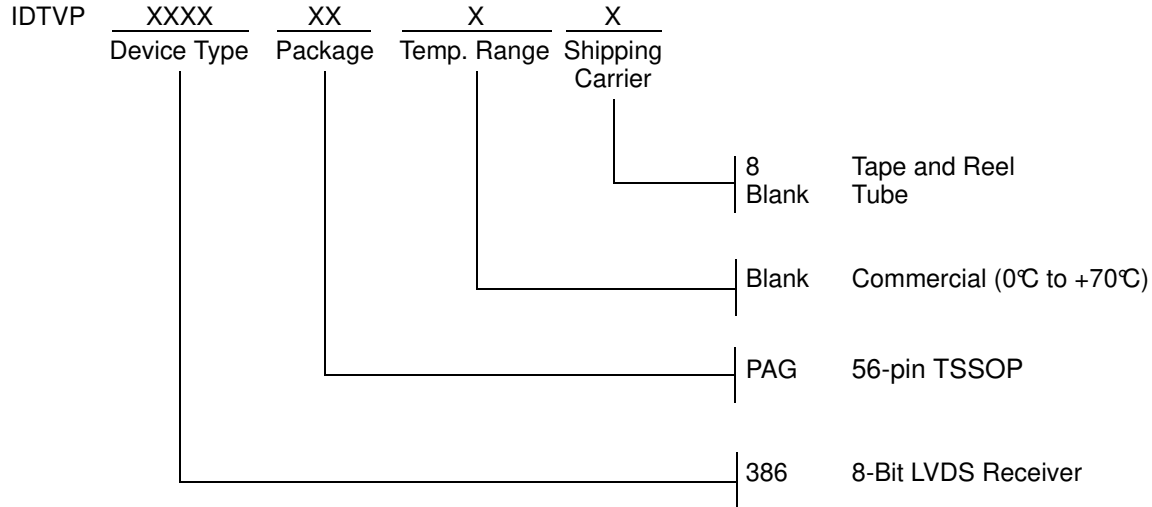 IDTVP XXXX XX X X
Device Type Package Temp. Range Shipping
Carrier
8 Tape and Reel
Blank Tube
Blank Commercial (0°C to +70°C)
PAG 56-pin TSSOP
386 8-Bit LVDS Receiver